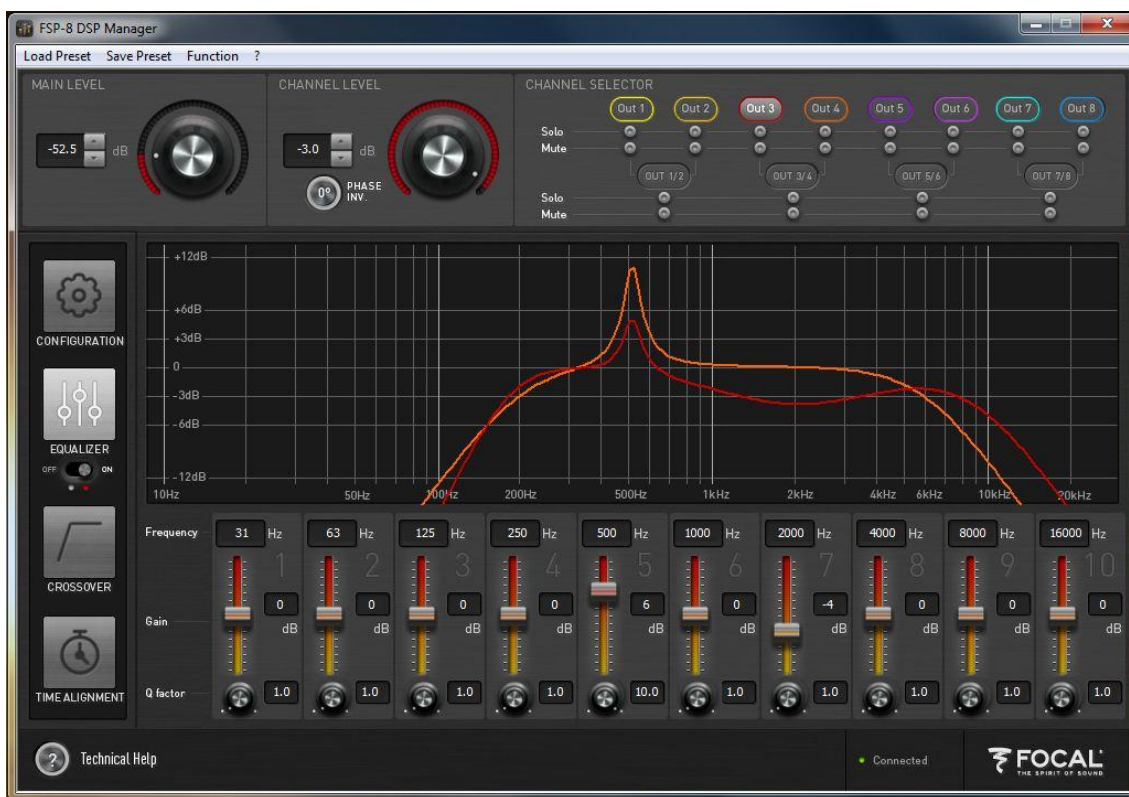 FSP-8 DSP Manager
Load Preset Save Preset Function ?
MAIN LEVEL
-52.5 dB
CHANNEL LEVEL
-3.0 dB
0° PHASE INV.
CHANNEL SELECTOR
Out 1 Out 2 Out 3 Out 4 Out 5 Out 6 Out 7 Out 8
Solo
Mute
OUT 1/2 OUT 3/4 OUT 5/6 OUT 7/8
Solo
Mute
CONFIGURATION
EQUALIZER
OFF ON
CROSSOVER
TIME ALIGNMENT
+12dB
+6dB
+3dB
0
-3dB
-6dB
-12dB
10Hz 50Hz 100Hz 200Hz 500Hz 1kHz 2kHz 4kHz 6kHz 10kHz 20kHz
Frequency 31 Hz 63 Hz 125 Hz 250 Hz 500 Hz 1000 Hz 2000 Hz 4000 Hz 8000 Hz 16000 Hz
1 2 3 4 5 6 7 8 9 10
Gain 0 0 0 0 6 0 -4 0 0 0
dB dB dB dB dB dB dB dB dB dB
Q factor 1.0 1.0 1.0 1.0 10.0 1.0 1.0 1.0 1.0 1.0
? Technical Help
Connected
FOCAL
THE SPIRIT OF SOUND